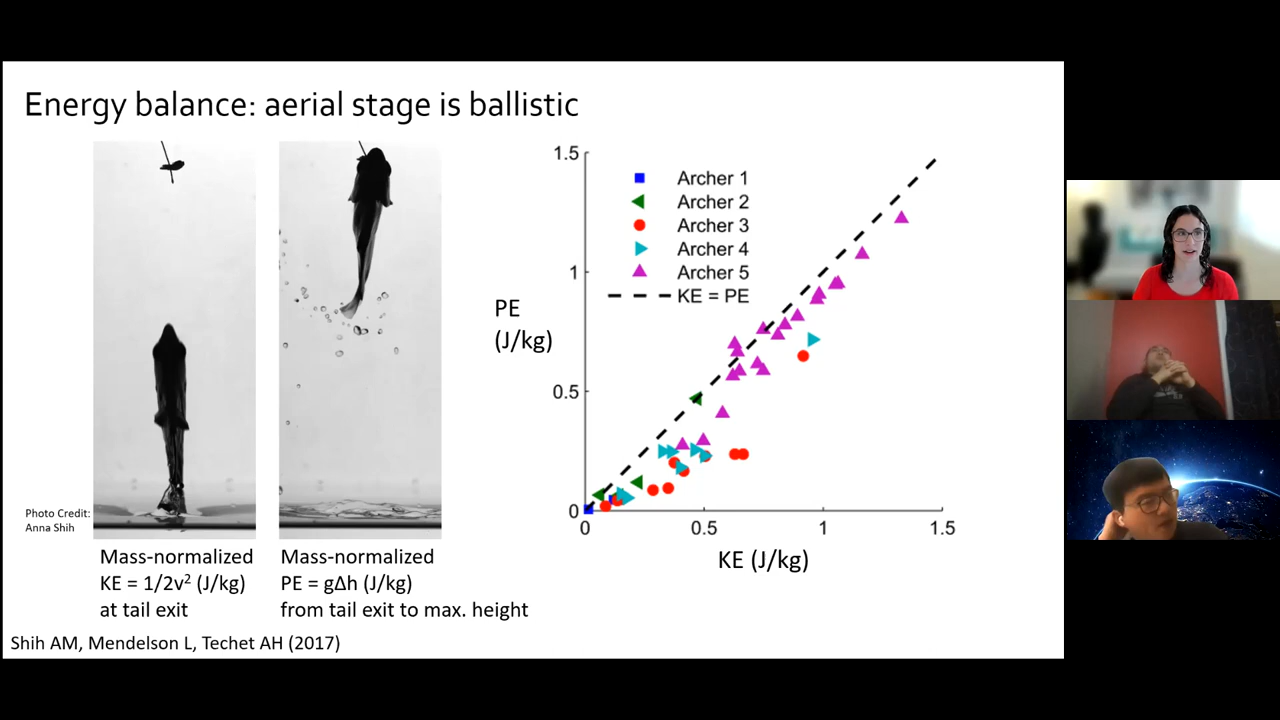 Energy balance: aerial stage is ballistic
Photo Credit:
Anna Shih
Mass-normalized
KE = 1/2v² (J/kg)
at tail exit
Mass-normalized
PE = gΔh (J/kg)
from tail exit to max. height
PE
(J/kg)
1.5
1
0.5
0
Archer 1
Archer 2
Archer 3
Archer 4
Archer 5
KE = PE
0
0.5
1
1.5
KE (J/kg)
Shih AM, Mendelson L, Techet AH (2017)